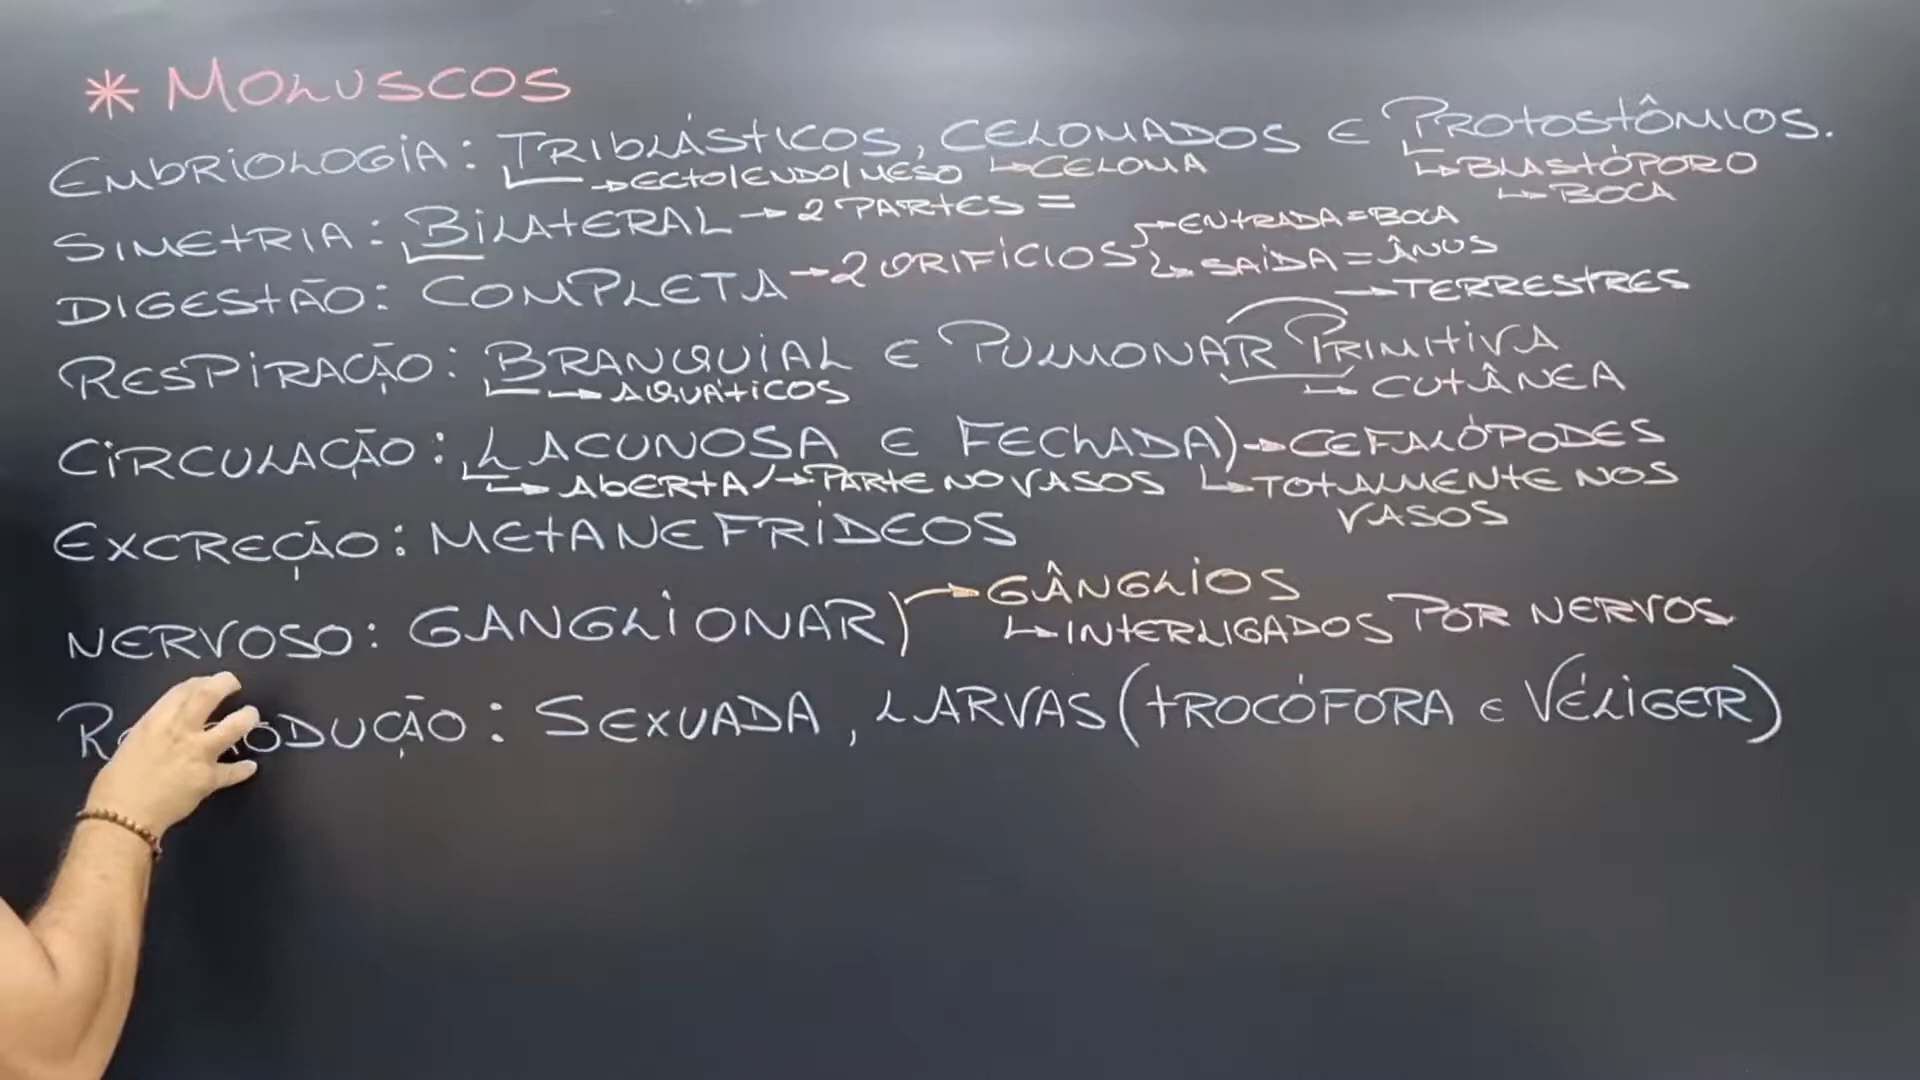 * MOLUSCOS
EMBRIOLOGIA: TRIBLÁSTICOS, CELOMADOS E PROTOSTÔMIOS.
→ECTO/ENDO/MESO →CELOMA →BLASTÓPORO
→BOCA
SIMETRIA: BILATERAL →2 PARTES =
→ENTRADA=BOCA
DIGESTÃO: COMPLETA →2 ORIFÍCIOS →SAÍDA=ÂNUS
→TERRESTRES
RESPIRAÇÃO: BRANQUIAL E PULMONAR PRIMITIVA
→AQUÁTICOS →CUTÂNEA
CIRCULAÇÃO: LACUNOSA E FECHADA)→CEFALÓPODES
→ABERTA/→PARTE NO VASOS →TOTALMENTE NOS
VASOS
EXCREÇÃO: METANEFRÍDEOS
→GÂNGLIOS
NERVOSO: GANGLIONAR) →INTERLIGADOS POR NERVOS
ODUÇÃO: SEXUADA, LARVAS (TROCÓFORA E VÉLIGER)